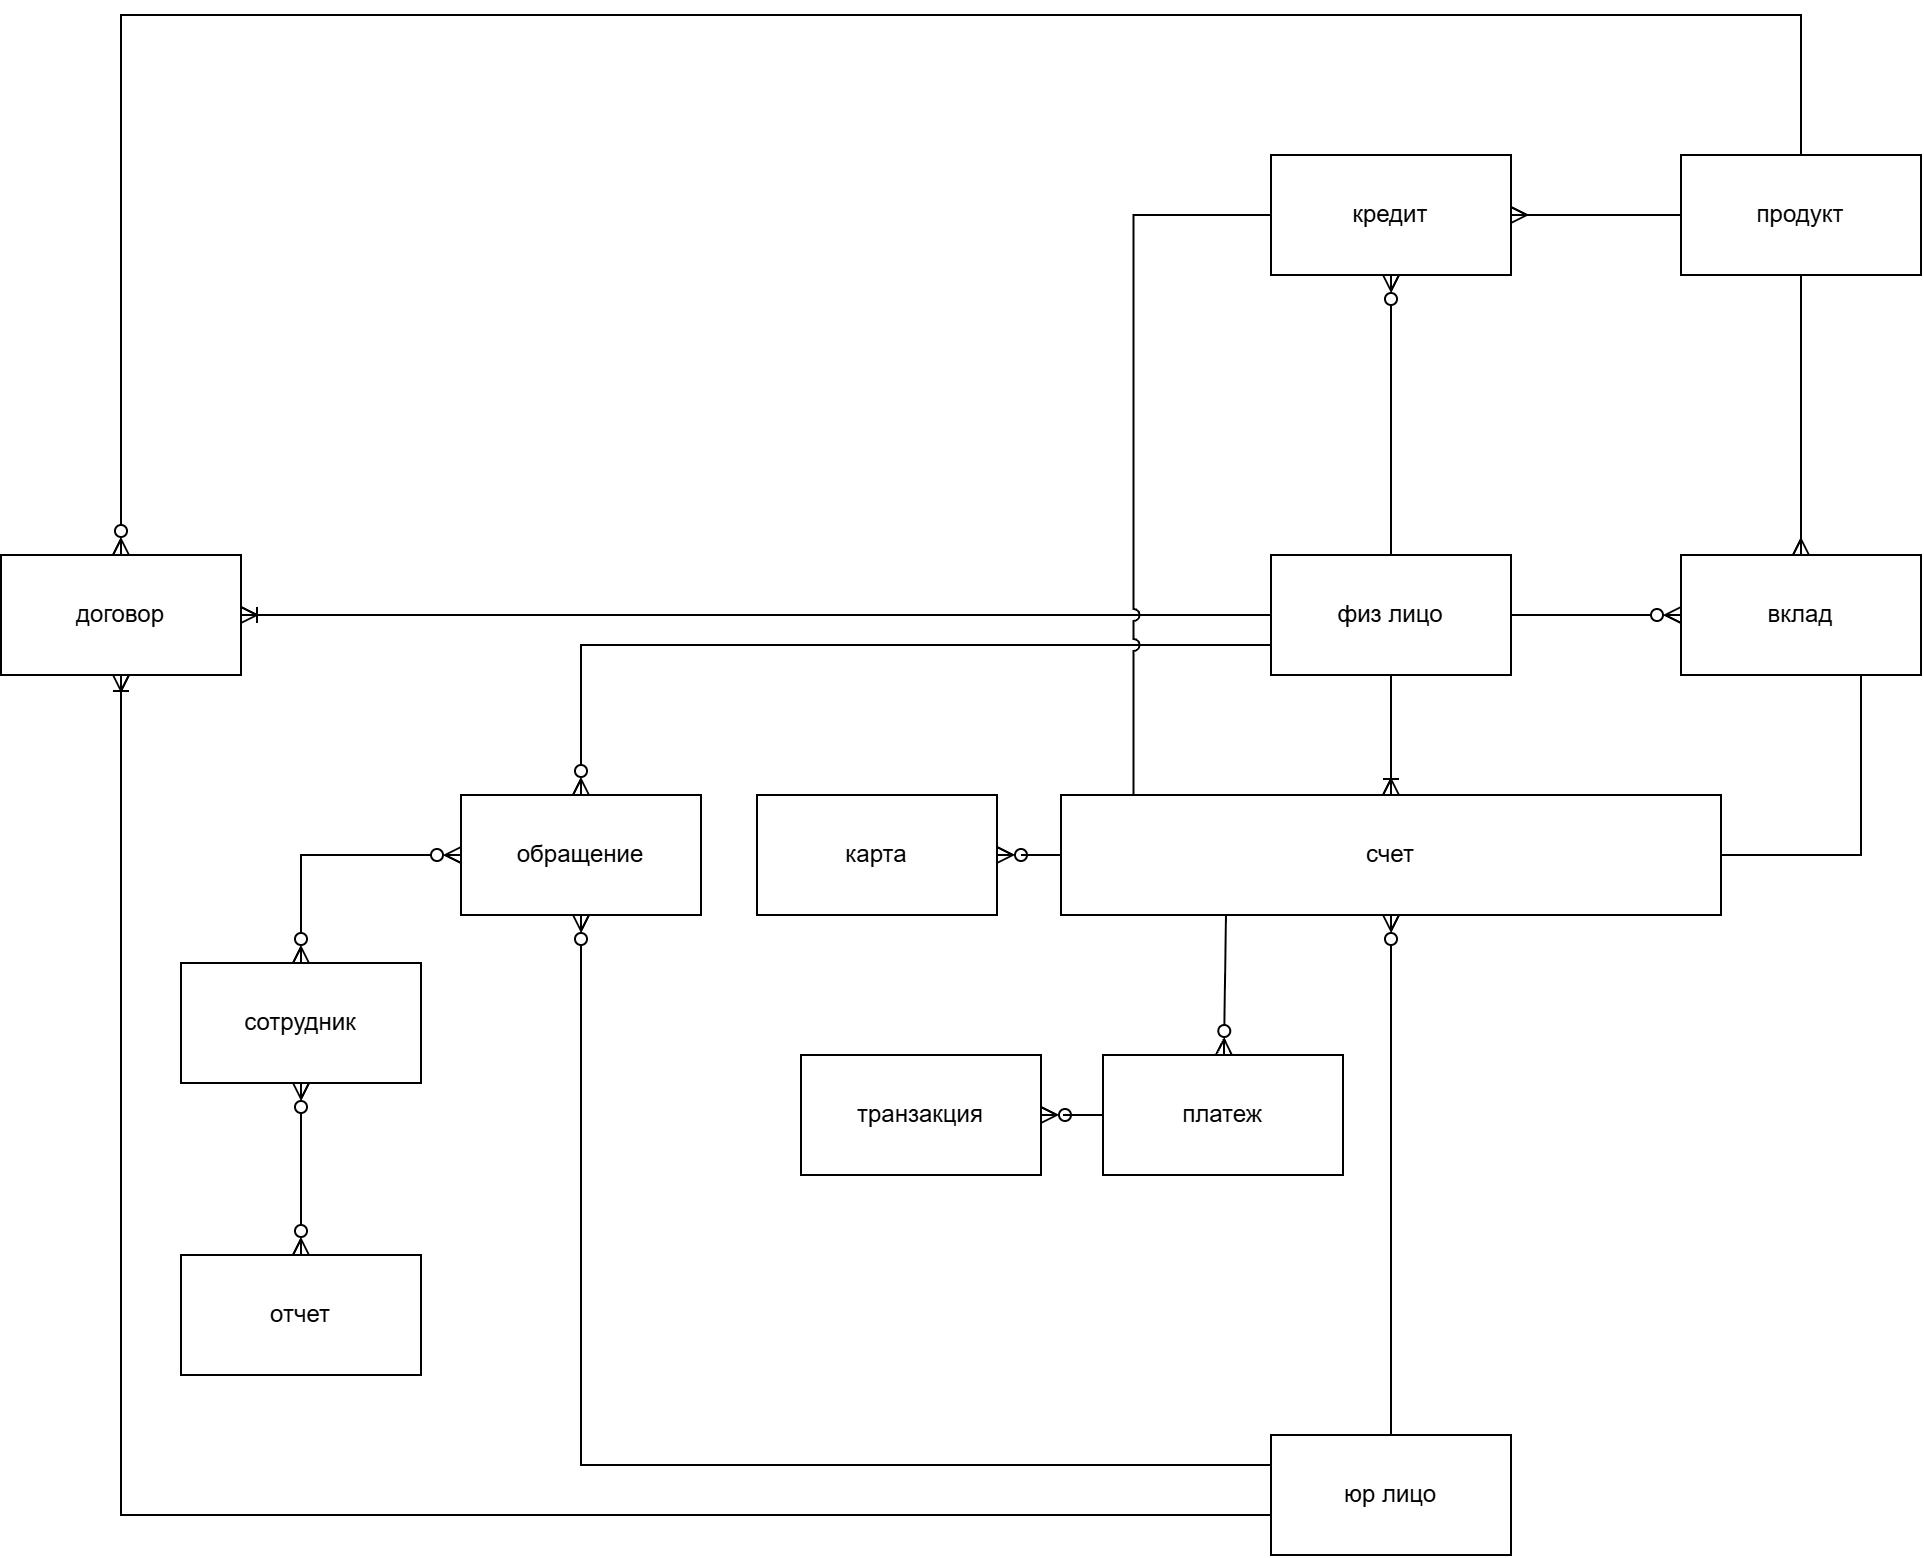 кредит
продукт
договор
физ лицо
вклад
обращение
карта
счет
сотрудник
транзакция
платеж
отчет
юр лицо